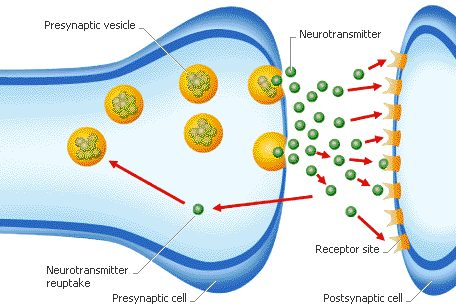 Presynaptic vesicle
Neurotransmitter
Receptor site
Neurotransmitter
reuptake
Presynaptic cell
Postsynaptic cell